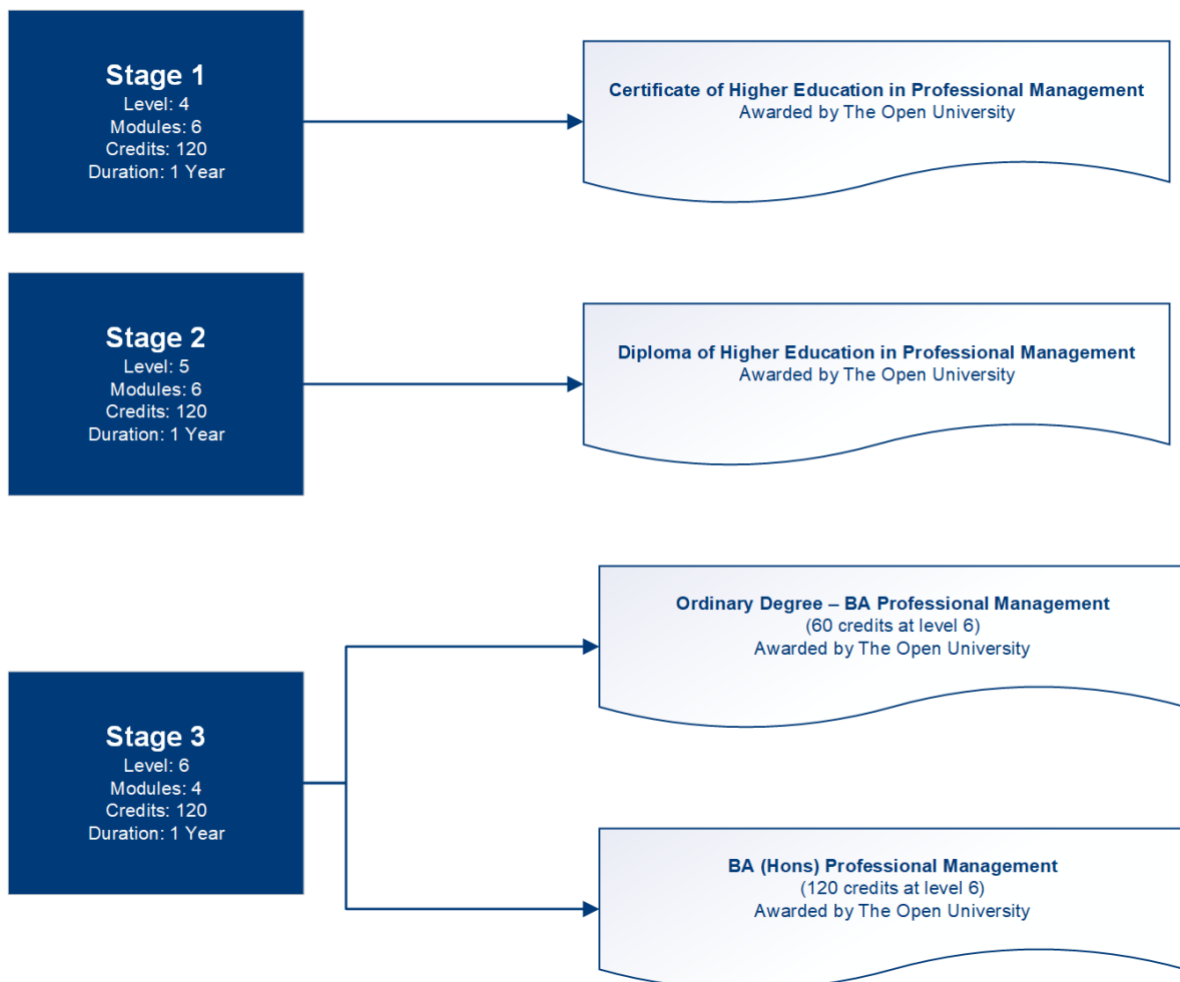 Stage 1
Level: 4
Modules: 6
Credits: 120
Duration: 1 Year
Certificate of Higher Education in Professional Management
Awarded by The Open University
Stage 2
Level: 5
Modules: 6
Credits: 120
Duration: 1 Year
Diploma of Higher Education in Professional Management
Awarded by The Open University
Stage 3
Level: 6
Modules: 4
Credits: 120
Duration: 1 Year
Ordinary Degree – BA Professional Management
(60 credits at level 6)
Awarded by The Open University
BA (Hons) Professional Management
(120 credits at level 6)
Awarded by The Open University